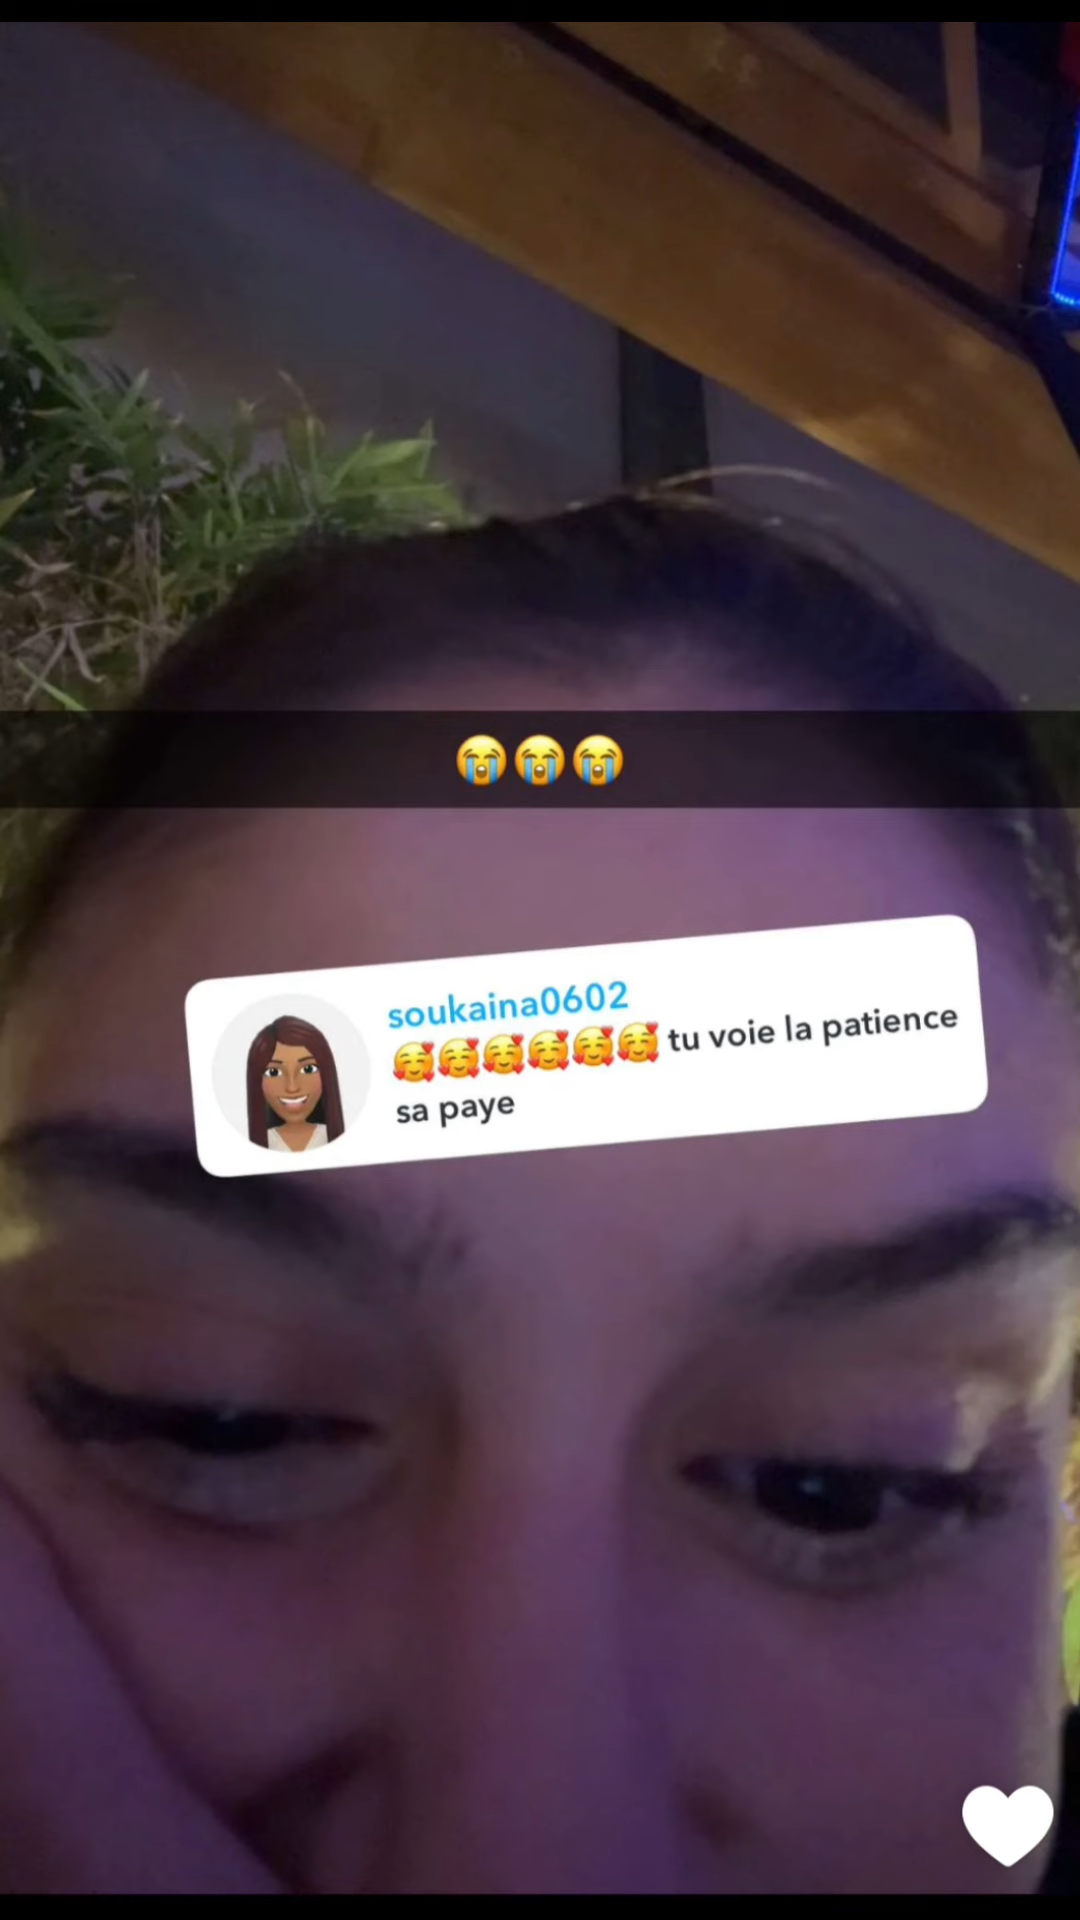 😭😭😭
soukaina0602
🥰🥰🥰🥰🥰🥰 tu voie la patience
sa paye